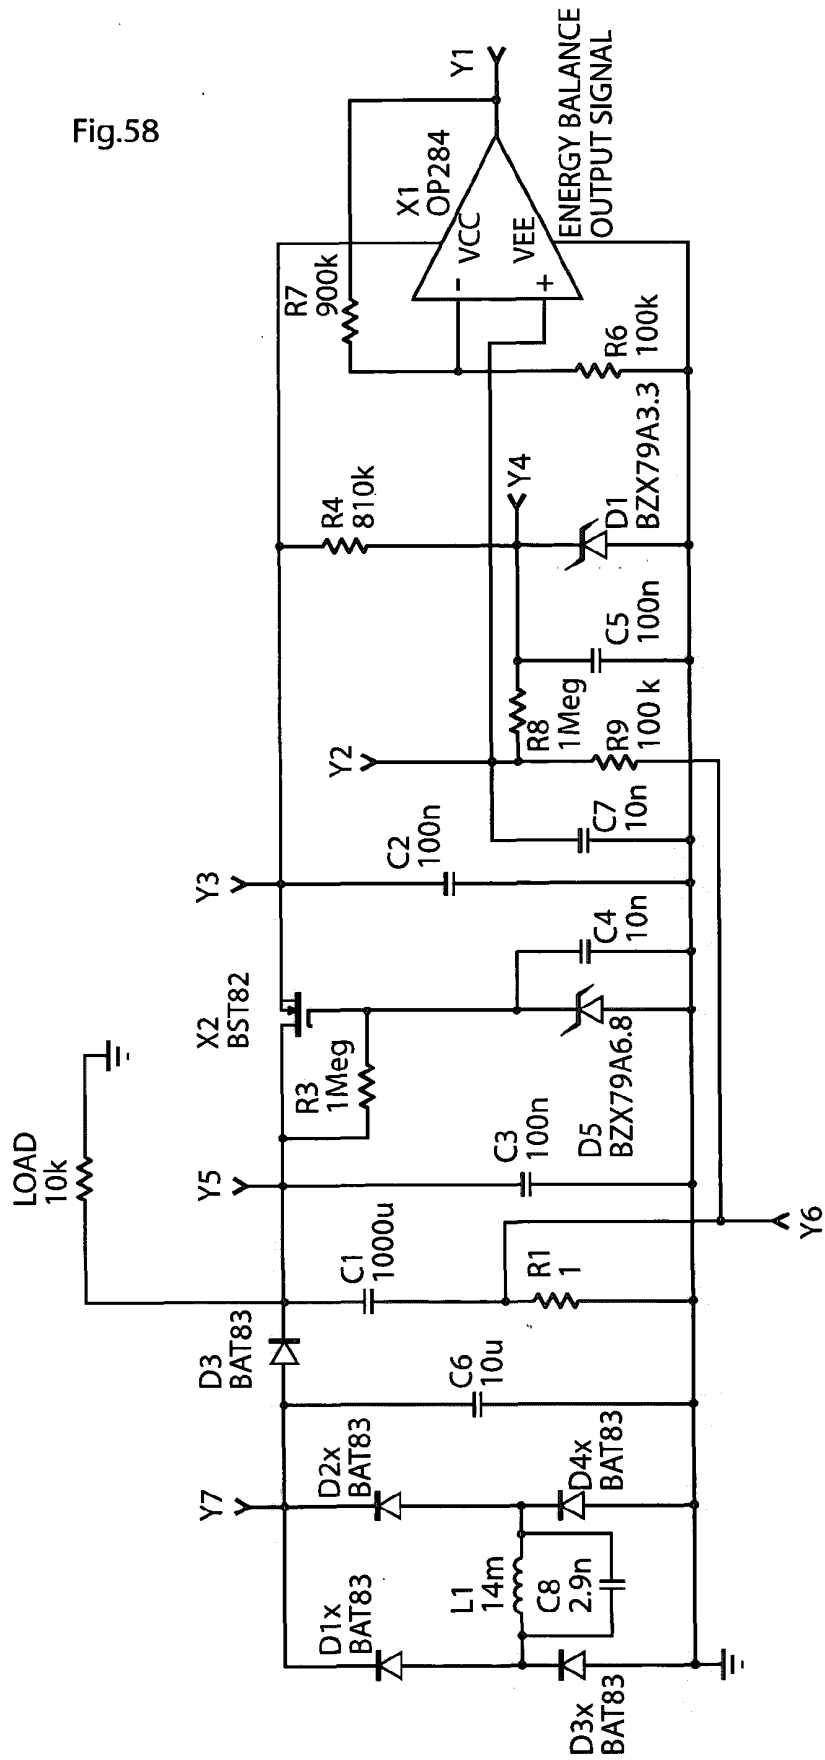 Fig.58
LOAD
10k
D3
BAT83
Y7
D1x
BAT83
D2x
BAT83
L1
14m
C8
2.9n
D3x
BAT83
D4x
BAT83
C6
10u
C1
1000u
R1
1
Y6
Y5
C3
100n
R3
1Meg
X2
BST82
D5
BZX79A6.8
C4
10n
Y3
C2
100n
C7
10n
Y2
R8
1Meg
R9
100 k
C5
100n
R4
810k
Y4
D1
BZX79A3.3
R7
900k
R6
100k
X1
OP284
VCC
VEE
-
+
Y1
ENERGY BALANCE
OUTPUT SIGNAL